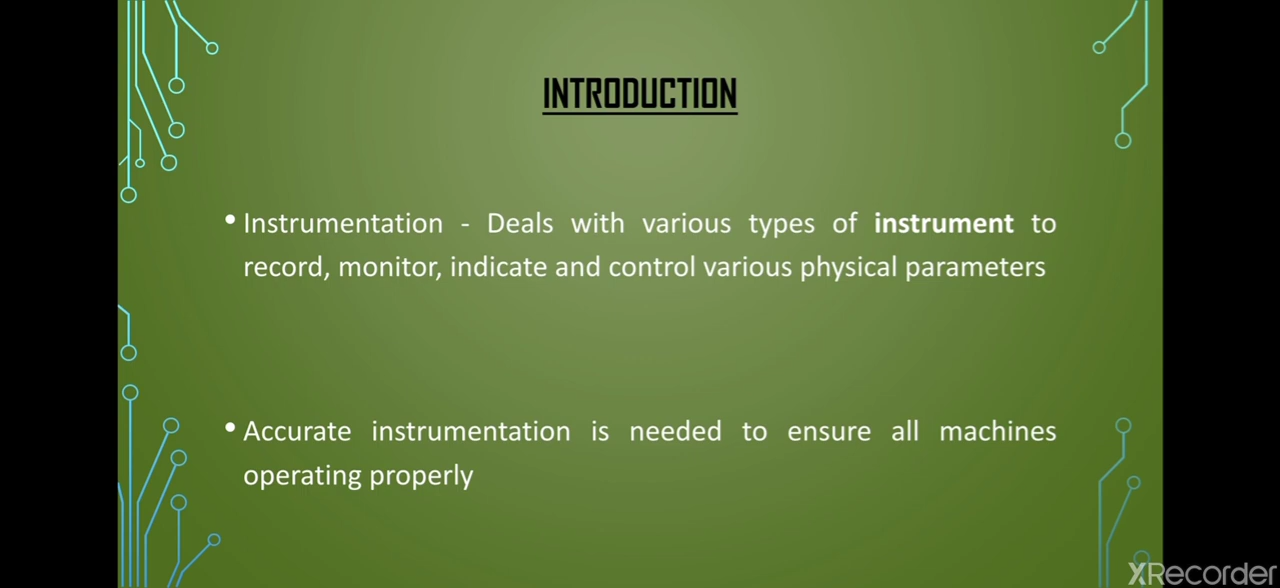 INTRODUCTION
• Instrumentation - Deals with various types of instrument to
record, monitor, indicate and control various physical parameters
• Accurate instrumentation is needed to ensure all machines
operating properly
XRecorder